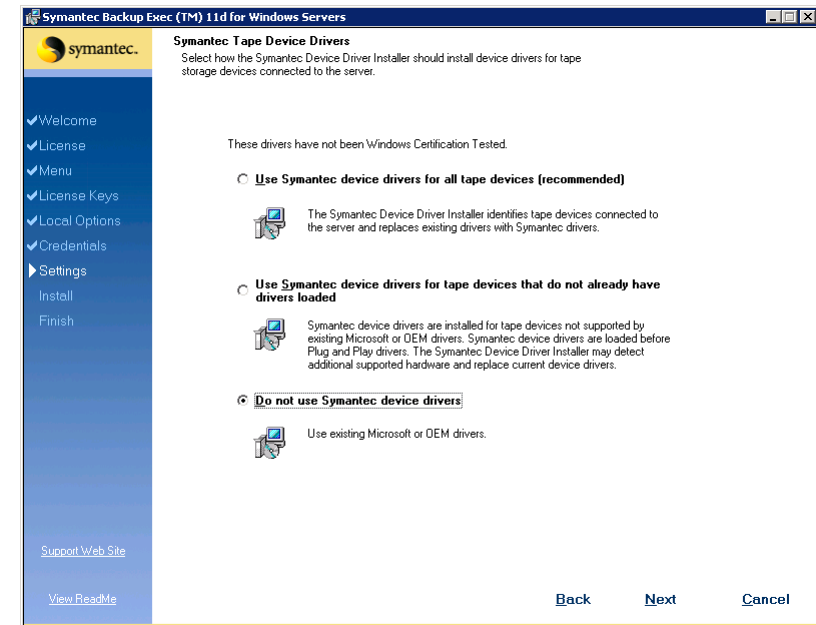 Symantec Backup Exec (TM) 11d for Windows Servers
symantec.
Symantec Tape Device Drivers
Select how the Symantec Device Driver Installer should install device drivers for tape
storage devices connected to the server.
Welcome
License
Menu
License Keys
Local Options
Credentials
Settings
Install
Finish
Support Web Site
View ReadMe
These drivers have not been Windows Certification Tested.
Use Symantec device drivers for all tape devices (recommended)
The Symantec Device Driver Installer identifies tape devices connected to
the server and replaces existing drivers with Symantec drivers.
Use Symantec device drivers for tape devices that do not already have
drivers loaded
Symantec device drivers are installed for tape devices not supported by
existing Microsoft or OEM drivers. Symantec device drivers are loaded before
Plug and Play drivers. The Symantec Device Driver Installer may detect
additional supported hardware and replace current device drivers.
Do not use Symantec device drivers
Use existing Microsoft or OEM drivers.
Back
Next
Cancel